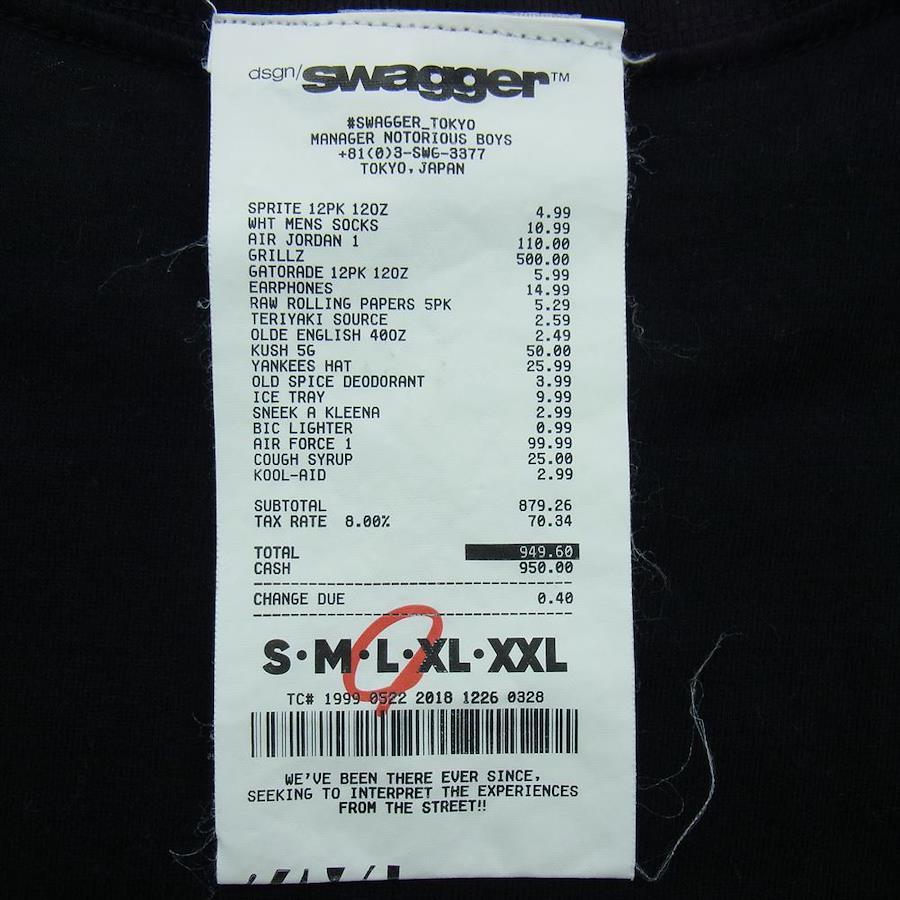 dsgn/swagger™
#SWAGGER_TOKYO
MANAGER NOTORIOUS BOYS
+81(0)3-SWG-3377
TOKYO, JAPAN
SPRITE 12PK 12OZ 4.99
WHT MENS SOCKS 10.99
AIR JORDAN 1 110.00
GRILLZ 500.00
GATORADE 12PK 12OZ 5.99
EARPHONES 14.99
RAW ROLLING PAPERS 5PK 5.29
TERIYAKI SOURCE 2.59
OLDE ENGLISH 40OZ 2.49
KUSH 5G 50.00
YANKEES HAT 25.99
OLD SPICE DEODORANT 3.99
ICE TRAY 9.99
SNEEK A KLEENA 2.99
BIC LIGHTER 0.99
AIR FORCE 1 99.99
COUGH SYRUP 25.00
KOOL-AID 2.99
SUBTOTAL 879.26
TAX RATE 8.00% 70.34
TOTAL 949.60
CASH 950.00
CHANGE DUE 0.40
S·M·L·XL·XXL
TC# 1999 0522 2018 1226 0328
WE'VE BEEN THERE EVER SINCE,
SEEKING TO INTERPRET THE EXPERIENCES
FROM THE STREET!!